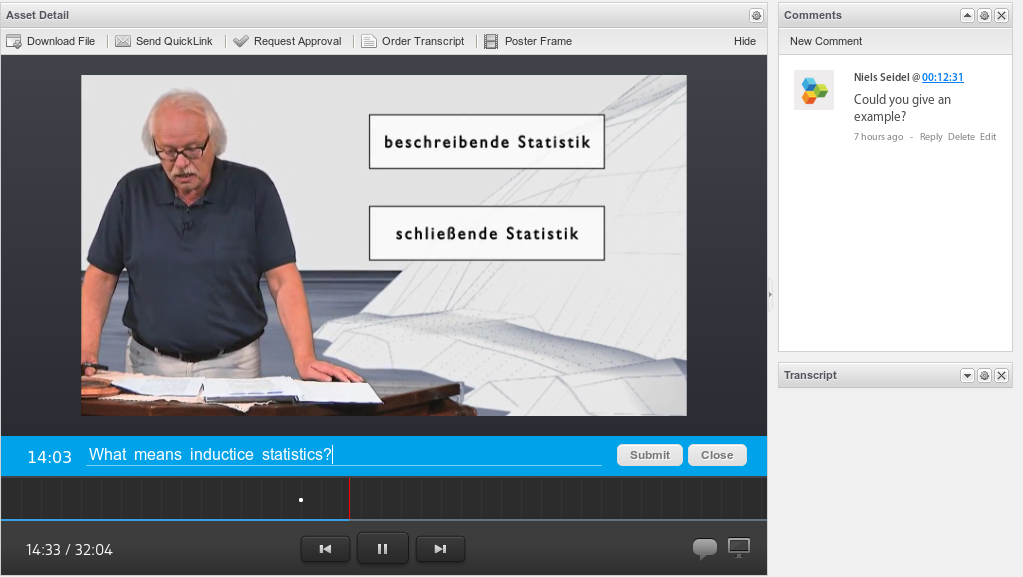 Asset Detail
Download File
Send QuickLink
Request Approval
Order Transcript
Poster Frame
Hide
beschreibende Statistik
schließende Statistik
14:03 What means inductice statistics?
Submit
Close
14:33 / 32:04
Comments
New Comment
Niels Seidel @ 00:12:31
Could you give an
example?
7 hours ago - Reply Delete Edit
Transcript